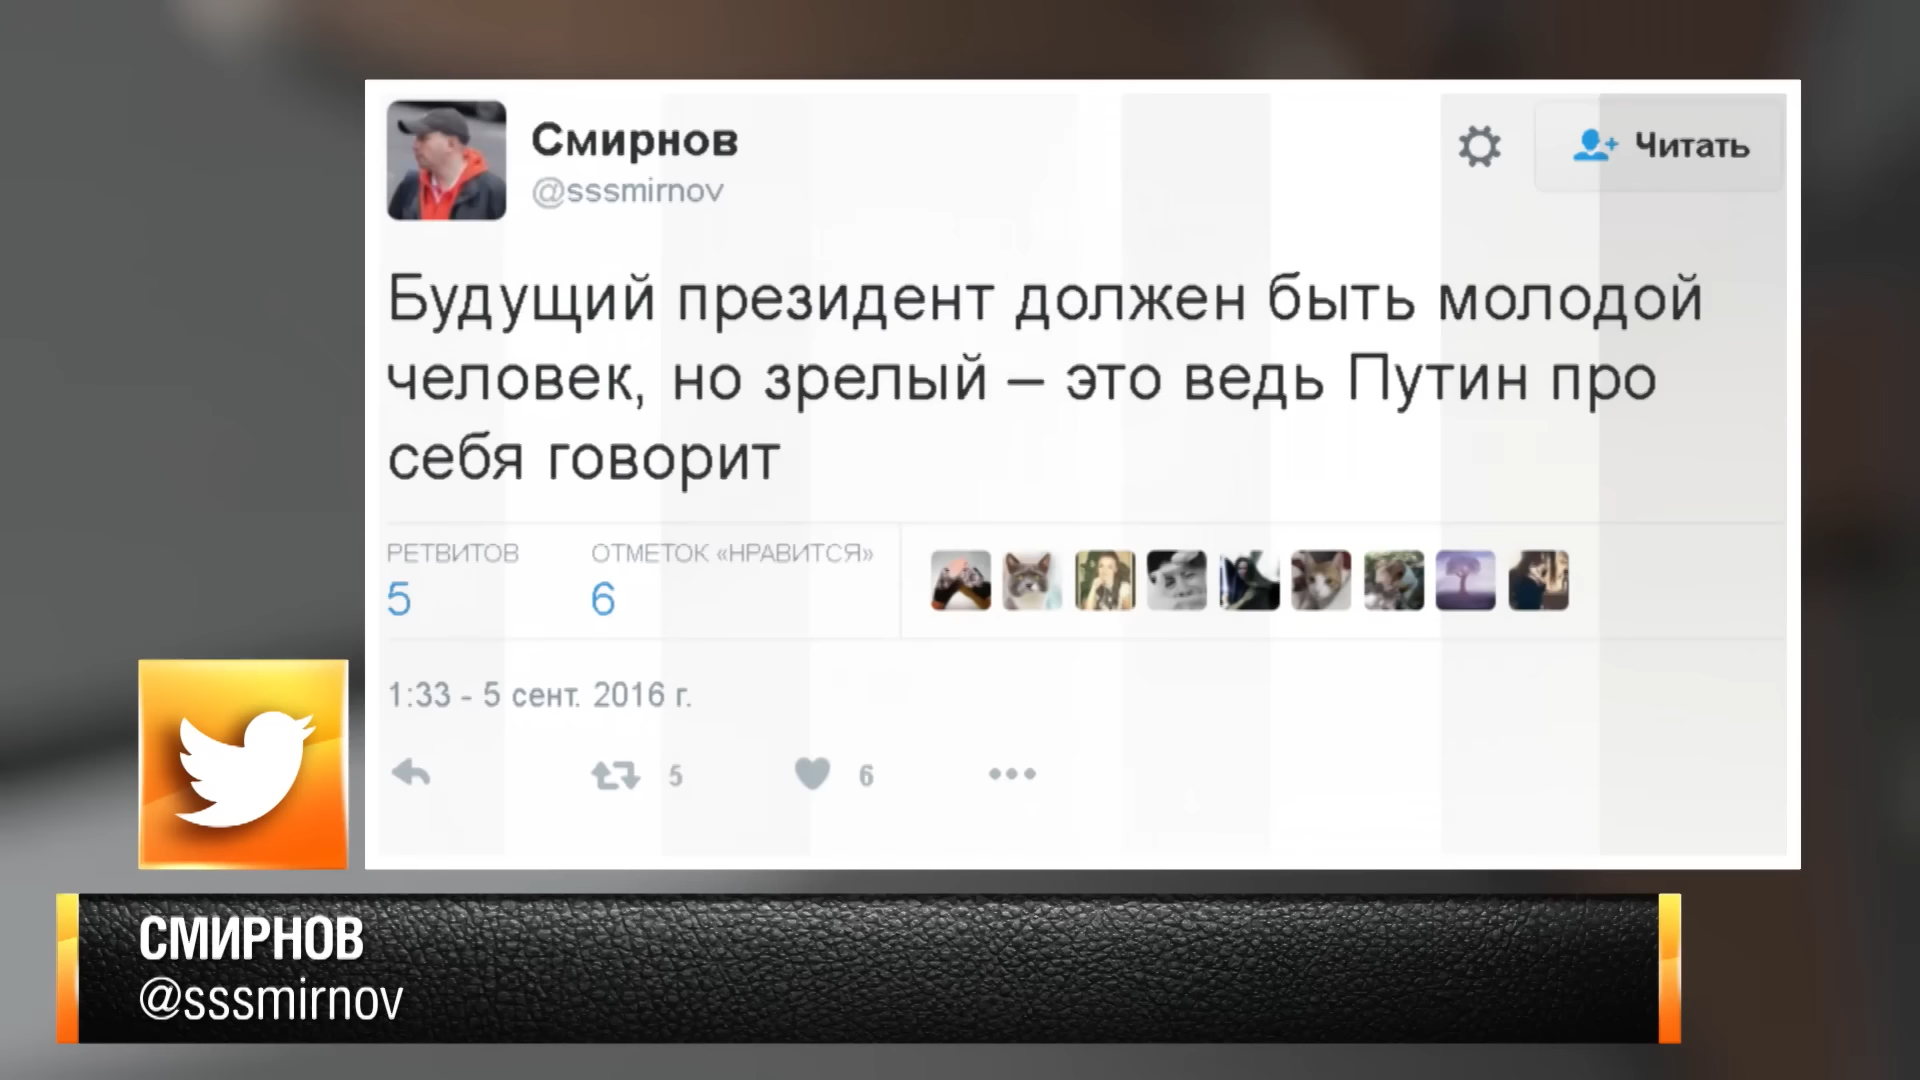 Смирнов
@sssmirnov
Читать
Будущий президент должен быть молодой
человек, но зрелый – это ведь Путин про
себя говорит
РЕТВИТОВ
5
ОТМЕТОК «НРАВИТСЯ»
6
1:33 - 5 сент. 2016 г.
5
6
СМИРНОВ
@sssmirnov